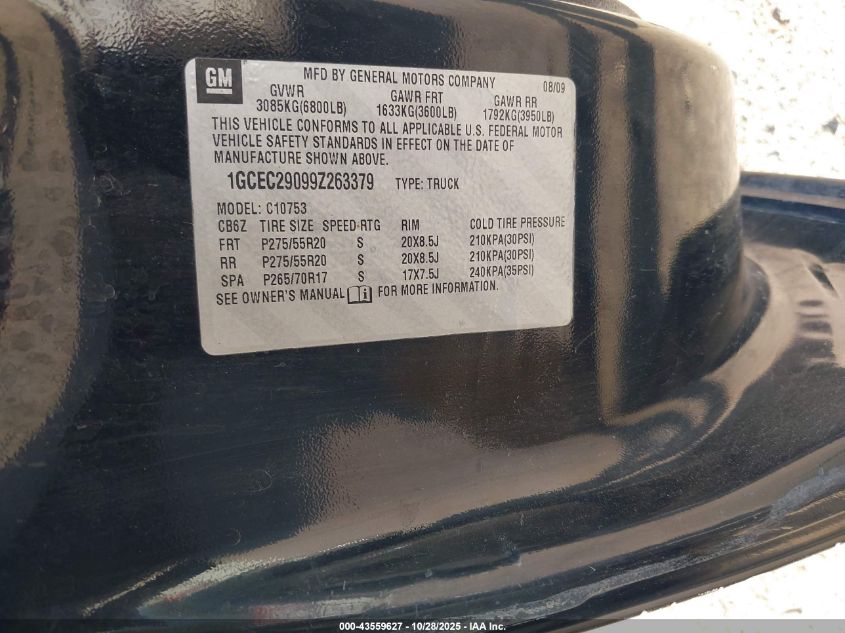 GM
MFD BY GENERAL MOTORS COMPANY 08/09
GVWR GAWR FRT GAWR RR
3085KG(6800LB) 1633KG(3600LB) 1792KG(3950LB)
THIS VEHICLE CONFORMS TO ALL APPLICABLE U.S. FEDERAL MOTOR
VEHICLE SAFETY STANDARDS IN EFFECT ON THE DATE OF
MANUFACTURE SHOWN ABOVE.
1GCEC29099Z263379 TYPE: TRUCK
MODEL: C10753
CB6Z TIRE SIZE SPEED RTG RIM COLD TIRE PRESSURE
FRT P275/55R20 S 20X8.5J 210KPA(30PSI)
RR P275/55R20 S 20X8.5J 210KPA(30PSI)
SPA P265/70R17 S 17X7.5J 240KPA(35PSI)
SEE OWNER'S MANUAL FOR MORE INFORMATION.
000-43559627 - 10/28/2025 - IAA Inc.